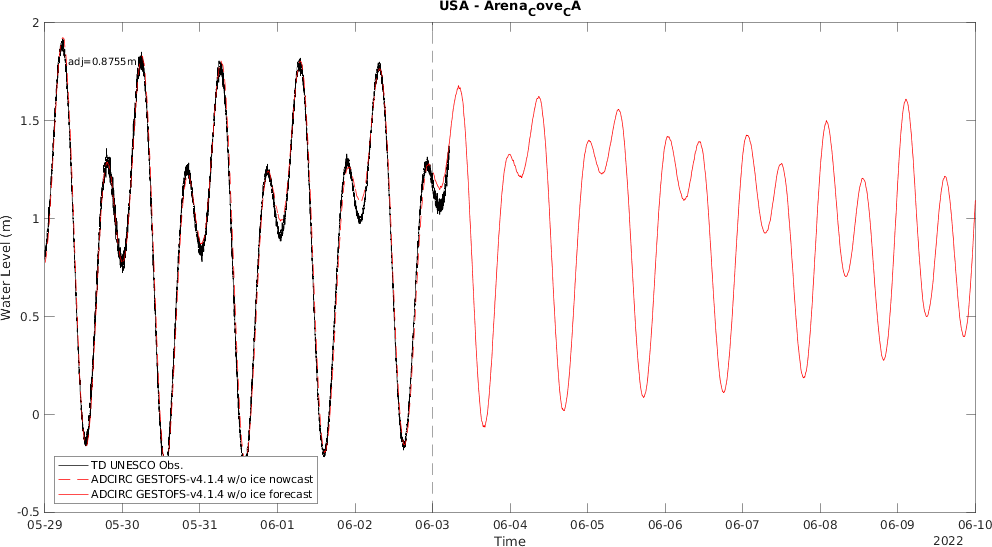 USA - Arena_Cove_CA
2
1.5
1
0.5
0
-0.5
Water Level (m)
adj=0.8755m
TD UNESCO Obs.
ADCIRC GESTOFS-v4.1.4 w/o ice nowcast
ADCIRC GESTOFS-v4.1.4 w/o ice forecast
05-29 05-30 05-31 06-01 06-02 06-03 06-04 06-05 06-06 06-07 06-08 06-09 06-10
Time
2022